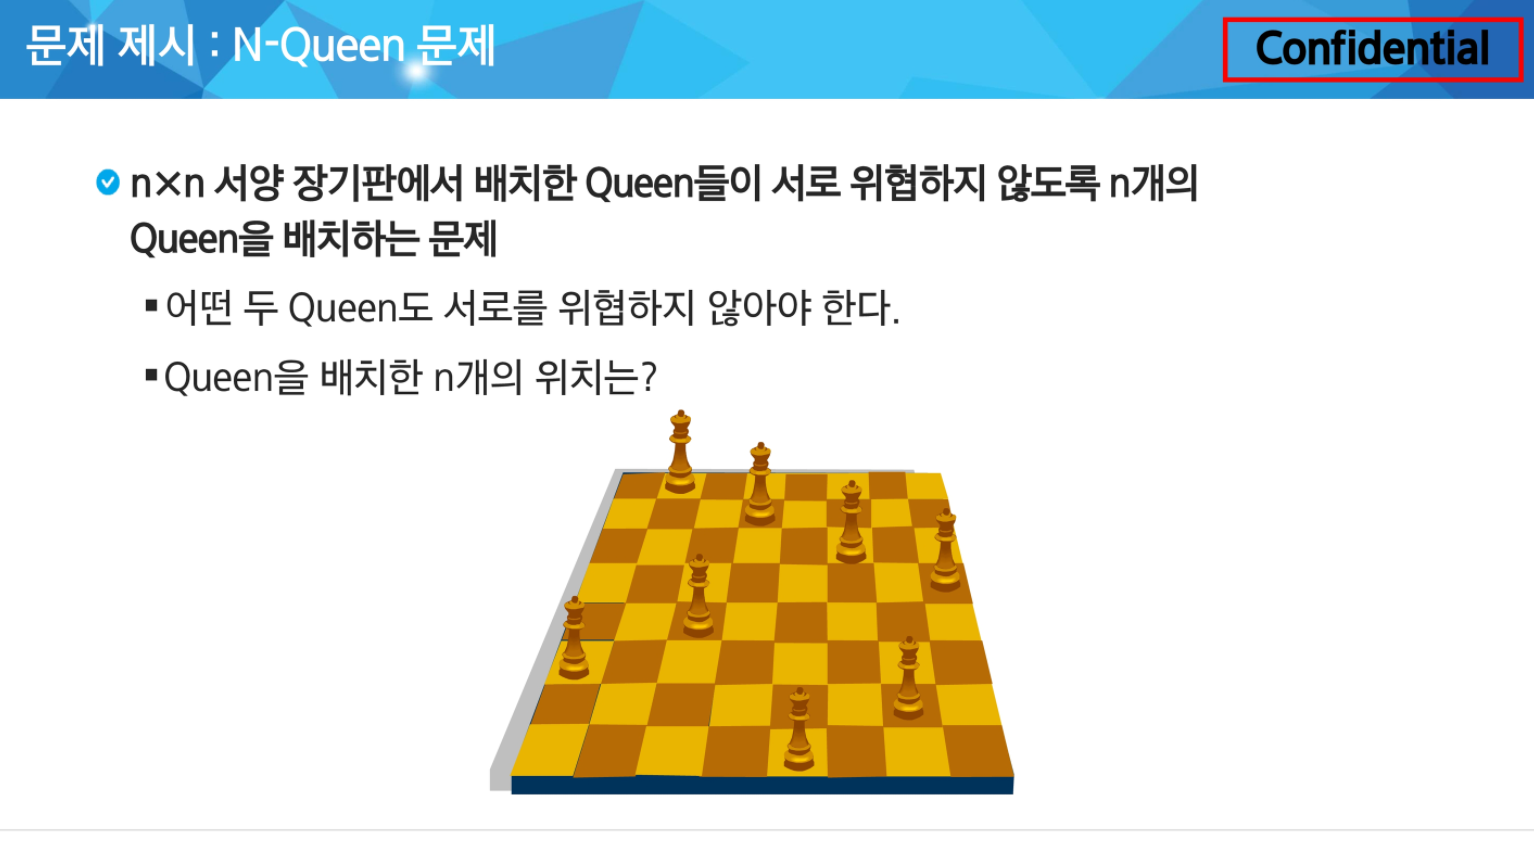 문제 제시 : N-Queen 문제
Confidential
n×n 서양 장기판에서 배치한 Queen들이 서로 위협하지 않도록 n개의
Queen을 배치하는 문제
▪어떤 두 Queen도 서로를 위협하지 않아야 한다.
▪Queen을 배치한 n개의 위치는?